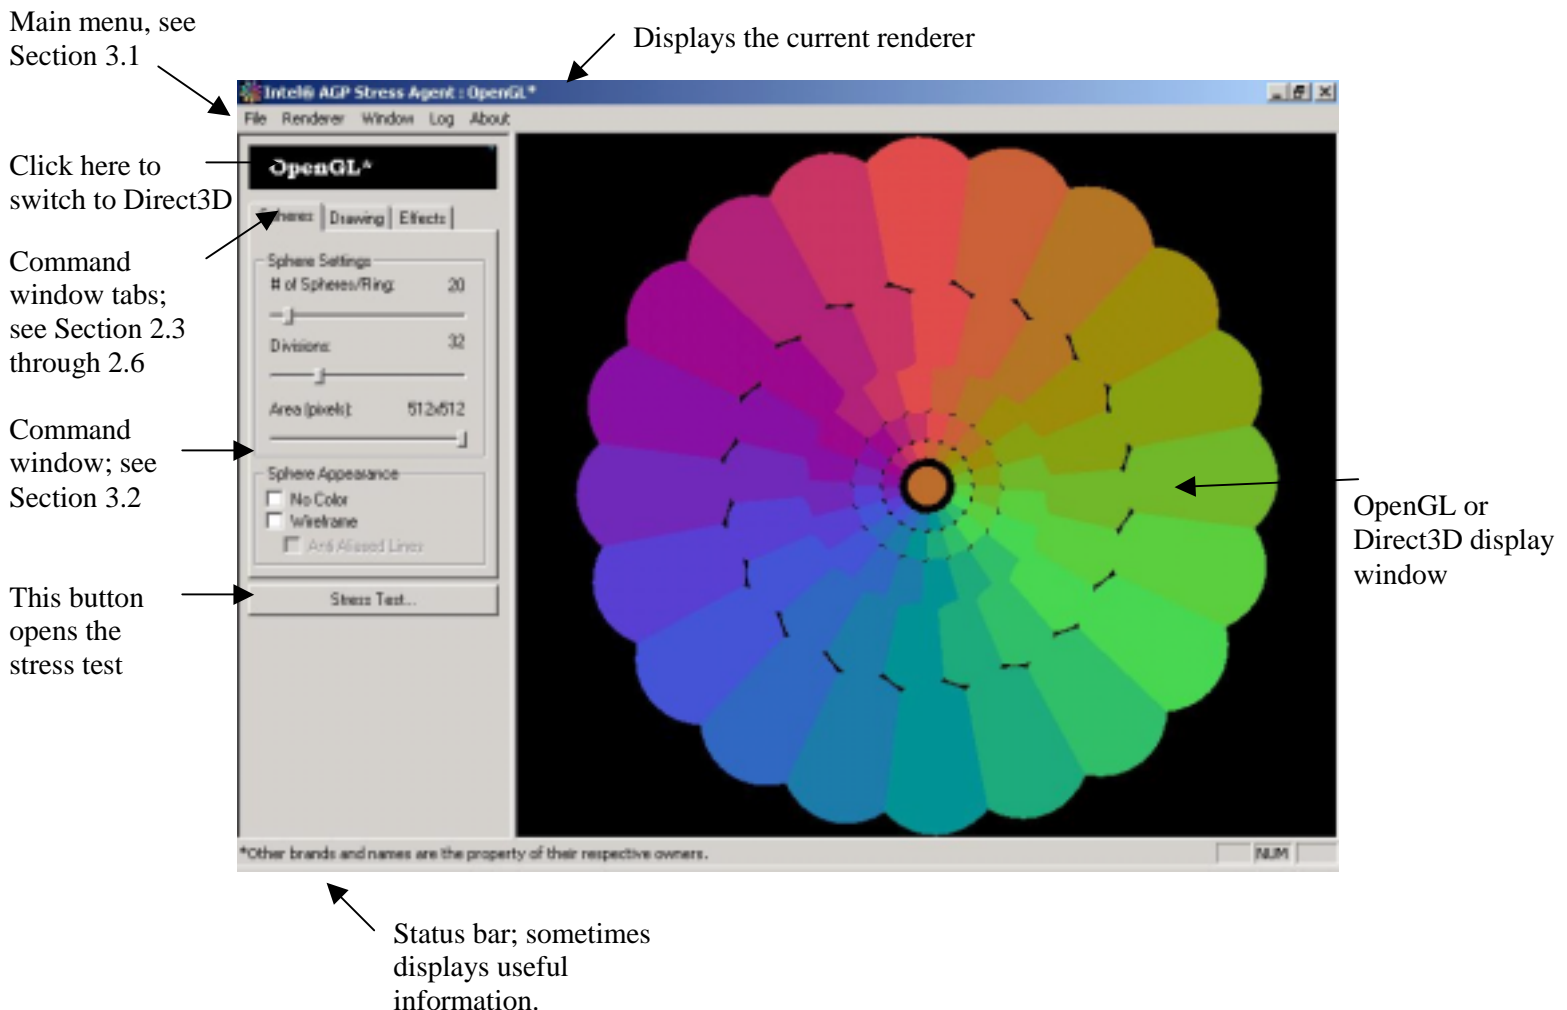 Main menu, see
Section 3.1
Displays the current renderer
Intel® AGP Stress Agent : OpenGL*
File Renderer Window Log About
Click here to
switch to Direct3D
OpenGL*
Spheres Drawing Effects
Command
window tabs;
see Section 2.3
through 2.6
Sphere Settings
# of Spheres/Ring: 20
Divisions: 32
Area (pixels): 512x512
Command
window; see
Section 3.2
Sphere Appearance
No Color
Wireframe
Anti Aliased Lines
OpenGL or
Direct3D display
window
This button
opens the
stress test
Stress Test...
*Other brands and names are the property of their respective owners.
NUM
Status bar; sometimes
displays useful
information.